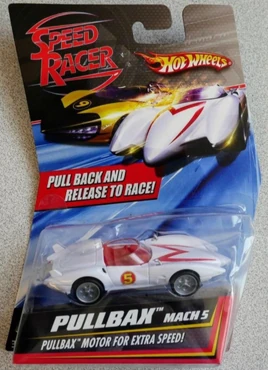 SPEED
RACER
Hot Wheels
PULL BACK AND
RELEASE TO RACE!
5
PULLBAX™ MACH 5
PULLBAX™ MOTOR FOR EXTRA SPEED!